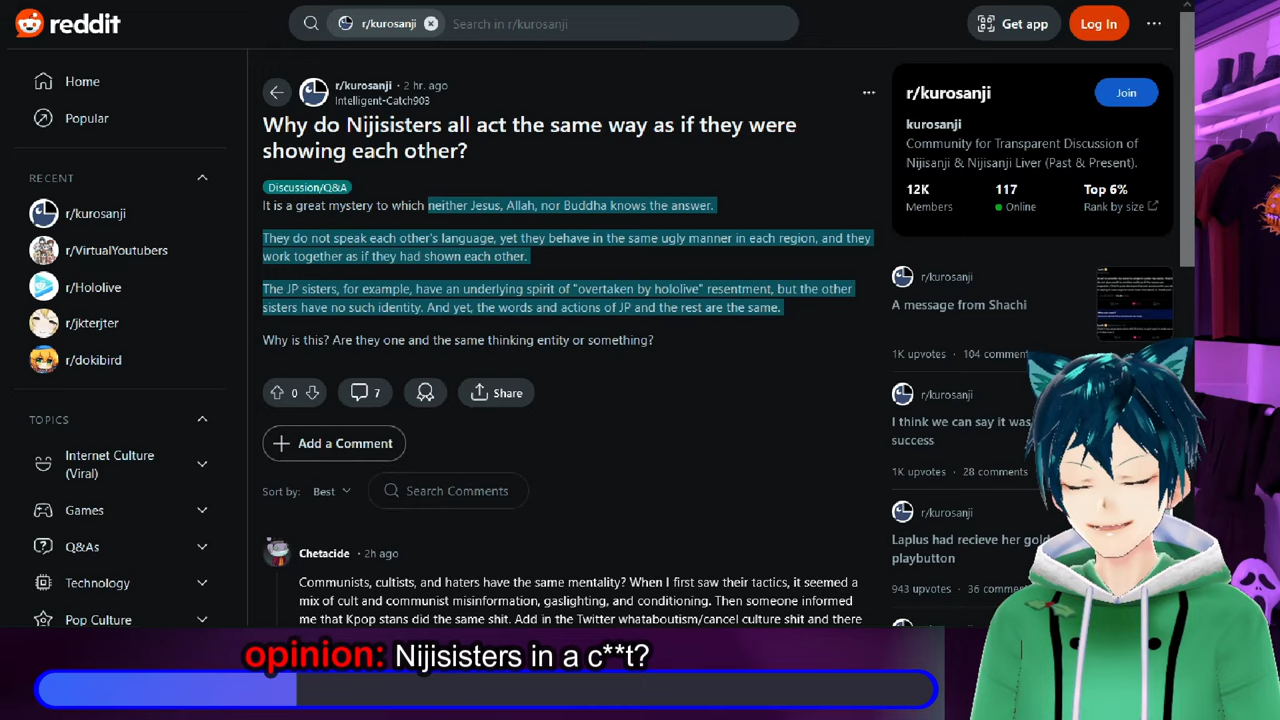 reddit
r/kurosanji
Search in r/kurosanji
Get app
Log In
Home
Popular
RECENT
r/kurosanji
r/VirtualYoutubers
r/Hololive
r/jkterjter
r/dokibird
TOPICS
Internet Culture
(Viral)
Games
Q&As
Technology
Pop Culture
r/kurosanji • 2 hr. ago
Intelligent-Catch903
Why do Nijisisters all act the same way as if they were
showing each other?
Discussion/Q&A
It is a great mystery to which neither Jesus, Allah, nor Buddha knows the answer.
They do not speak each other's language, yet they behave in the same ugly manner in each region, and they
work together as if they had shown each other.
The JP sisters, for example, have an underlying spirit of "overtaken by hololive" resentment, but the other
sisters have no such identity. And yet, the words and actions of JP and the rest are the same.
Why is this? Are they one and the same thinking entity or something?
0
7
Share
Add a Comment
Sort by: Best
Search Comments
Chetacide • 2h ago
Communists, cultists, and haters have the same mentality? When I first saw their tactics, it seemed a
mix of cult and communist misinformation, gaslighting, and conditioning. Then someone informed
me that Kpop stans did the same shit. Add in the Twitter whataboutism/cancel culture shit and there
r/kurosanji
Join
kurosanji
Community for Transparent Discussion of
Nijisanji & Nijisanji Liver (Past & Present).
12K 117 Top 6%
Members Online Rank by size
r/kurosanji
A message from Shachi
1K upvotes • 104 comment
r/kurosanji
I think we can say it was
success
1K upvotes • 28 comments
r/kurosanji
Laplus had recieve her gold
playbutton
943 upvotes • 36 comme
opinion: Nijisisters in a c**t?